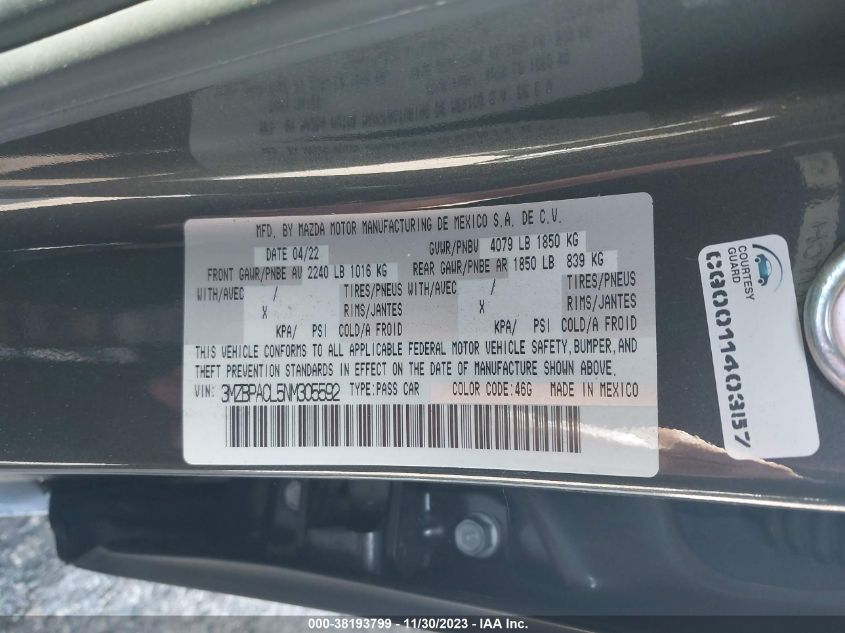 MFD. BY MAZDA MOTOR MANUFACTURING DE MEXICO S.A. DE C.V.
DATE 04/22 GVWR/PNBV 4079 LB 1850 KG
FRONT GAWR/PNBE AV 2240 LB 1016 KG REAR GAWR/PNBE AR 1850 LB 839 KG
WITH/AVEC / TIRES/PNEUS WITH/AVEC / TIRES/PNEUS
X RIMS/JANTES X RIMS/JANTES
KPA/ PSI COLD/A FROID KPA/ PSI COLD/A FROID
THIS VEHICLE CONFORMS TO ALL APPLICABLE FEDERAL MOTOR VEHICLE SAFETY, BUMPER, AND
THEFT PREVENTION STANDARDS IN EFFECT ON THE DATE OF MANUFACTURE SHOWN ABOVE.
VIN: 3MZBPACL5NM305592 TYPE:PASS CAR COLOR CODE:46G MADE IN MEXICO
COURTESY
GUARD
CG0011403157
000-38193799 - 11/30/2023 - IAAI.com